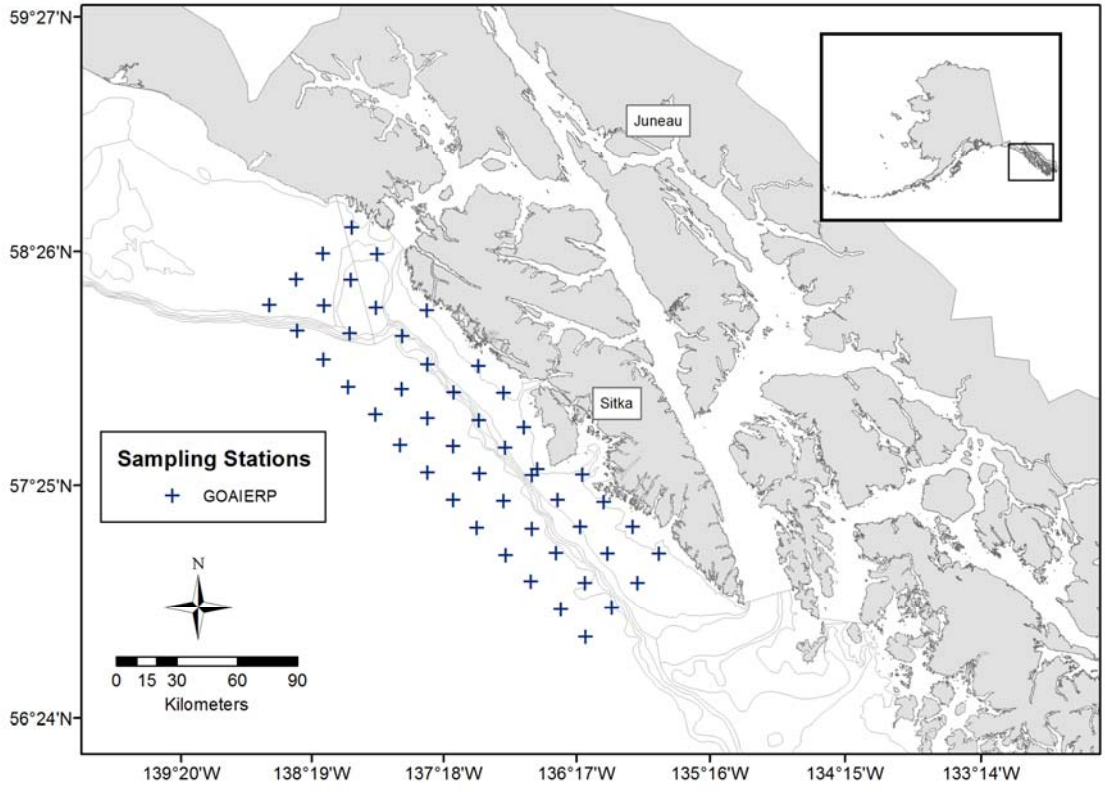 59°27'N
58°26'N
57°25'N
56°24'N
Juneau
Sitka
Sampling Stations
GOAIERP
N
0 15 30 60 90
Kilometers
139°20'W 138°19'W 137°18'W 136°17'W 135°16'W 134°15'W 133°14'W